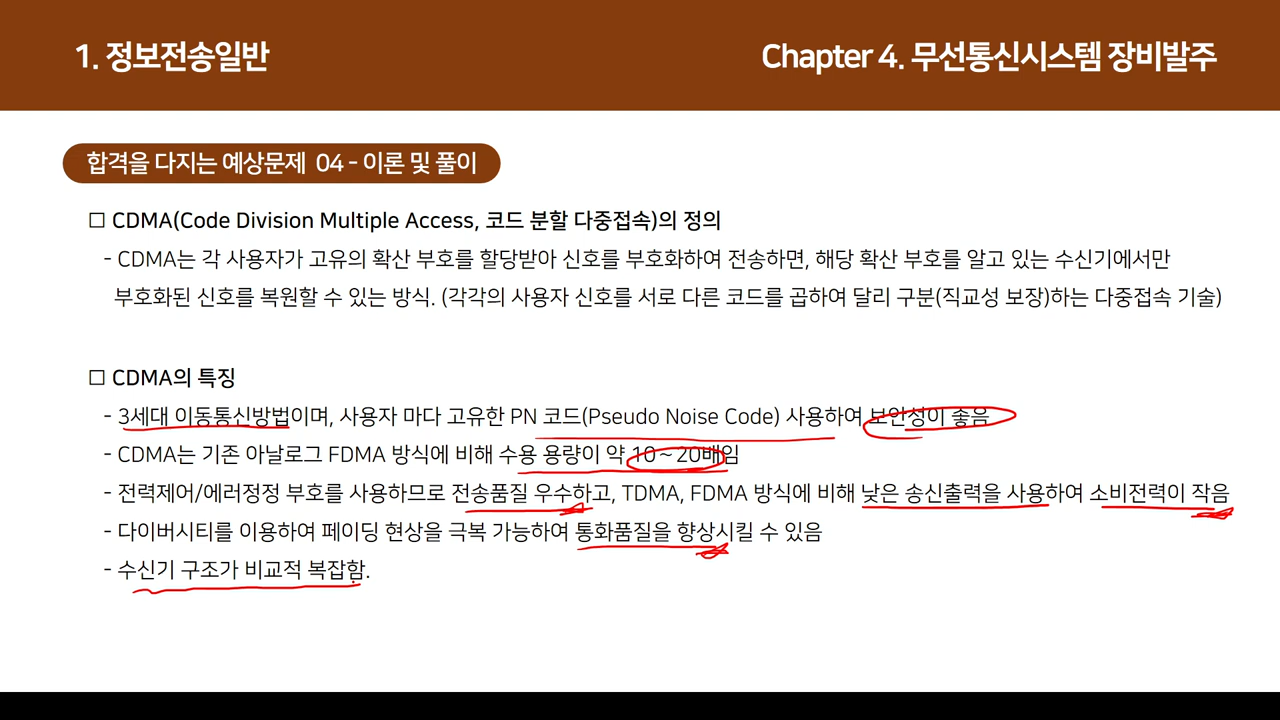 1. 정보전송일반
Chapter 4. 무선통신시스템 장비발주
합격을 다지는 예상문제 04 - 이론 및 풀이
□ CDMA(Code Division Multiple Access, 코드 분할 다중접속)의 정의
- CDMA는 각 사용자가 고유의 확산 부호를 할당받아 신호를 부호화하여 전송하면, 해당 확산 부호를 알고 있는 수신기에서만
부호화된 신호를 복원할 수 있는 방식. (각각의 사용자 신호를 서로 다른 코드를 곱하여 달리 구분(직교성 보장)하는 다중접속 기술)
□ CDMA의 특징
- 3세대 이동통신방법이며, 사용자 마다 고유한 PN 코드(Pseudo Noise Code) 사용하여 보안성이 좋음
- CDMA는 기존 아날로그 FDMA 방식에 비해 수용 용량이 약 10~20배임
- 전력제어/에러정정 부호를 사용하므로 전송품질 우수하고, TDMA, FDMA 방식에 비해 낮은 송신출력을 사용하여 소비전력이 작음
- 다이버시티를 이용하여 페이딩 현상을 극복 가능하여 통화품질을 향상시킬 수 있음
- 수신기 구조가 비교적 복잡함.